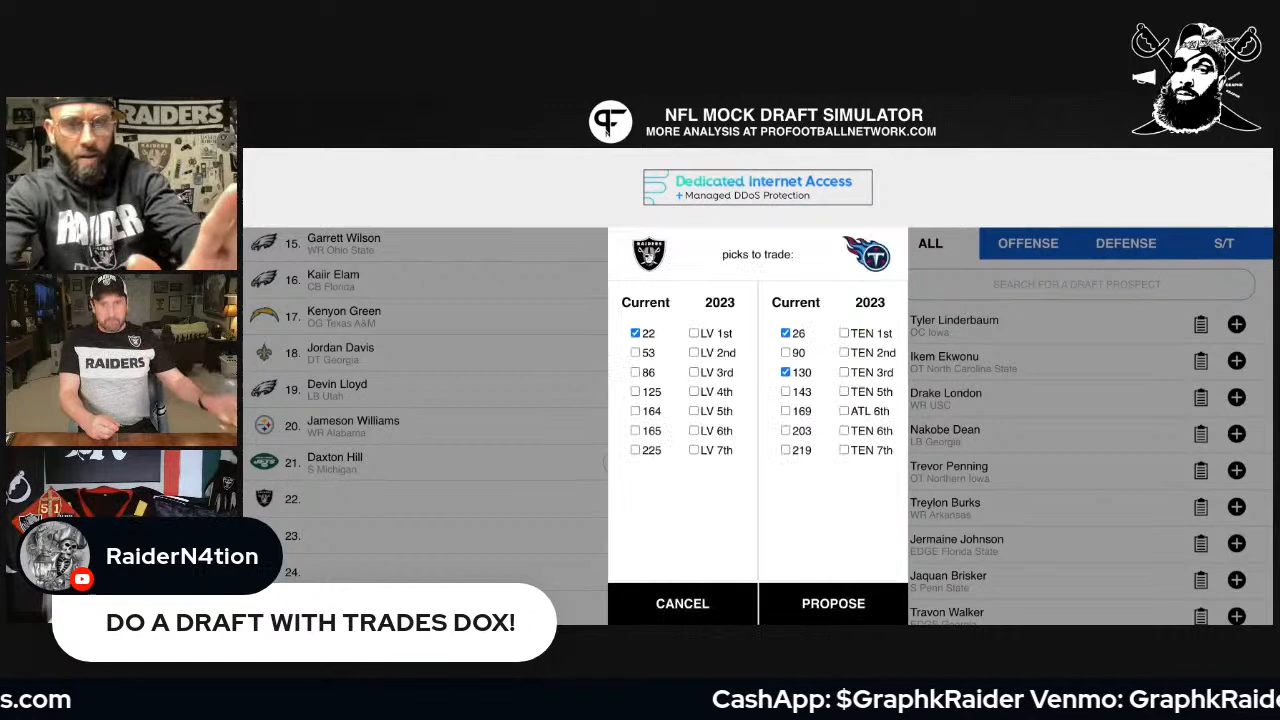 RAIDERS
RAIDER
RAIDERS
51
NFL MOCK DRAFT SIMULATOR
MORE ANALYSIS AT PROFOOTBALLNETWORK.COM
Dedicated Internet Access
+ Managed DDoS Protection
15. Garrett Wilson
WR Ohio State
16. Kaiir Elam
CB Florida
17. Kenyon Green
OG Texas A&M
18. Jordan Davis
DT Georgia
19. Devin Lloyd
LB Utah
20. Jameson Williams
WR Alabama
21. Daxton Hill
S Michigan
22.
23.
24.
picks to trade:
Current 2023 Current 2023
22 LV 1st 26 TEN 1st
53 LV 2nd 90 TEN 2nd
86 LV 3rd 130 TEN 3rd
125 LV 4th 143 TEN 5th
164 LV 5th 169 ATL 6th
165 LV 6th 203 TEN 6th
225 LV 7th 219 TEN 7th
CANCEL PROPOSE
ALL OFFENSE DEFENSE S/T
SEARCH FOR A DRAFT PROSPECT
Tyler Linderbaum
OC Iowa
Ikem Ekwonu
OT North Carolina State
Drake London
WR USC
Nakobe Dean
LB Georgia
Trevor Penning
OT Northern Iowa
Treylon Burks
WR Arkansas
Jermaine Johnson
EDGE Florida State
Jaquan Brisker
S Penn State
Travon Walker
EDGE Georgia
RaiderN4tion
DO A DRAFT WITH TRADES DOX!
s.com CashApp: $GraphkRaider Venmo: GraphkRaide